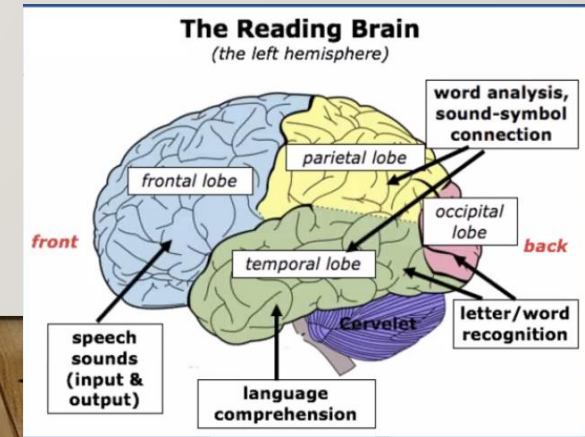 The Reading Brain
(the left hemisphere)
word analysis,
sound-symbol
connection
parietal lobe
frontal lobe
occipital
lobe
front
back
temporal lobe
Cervelet
letter/word
recognition
speech
sounds
(input &
output)
language
comprehension